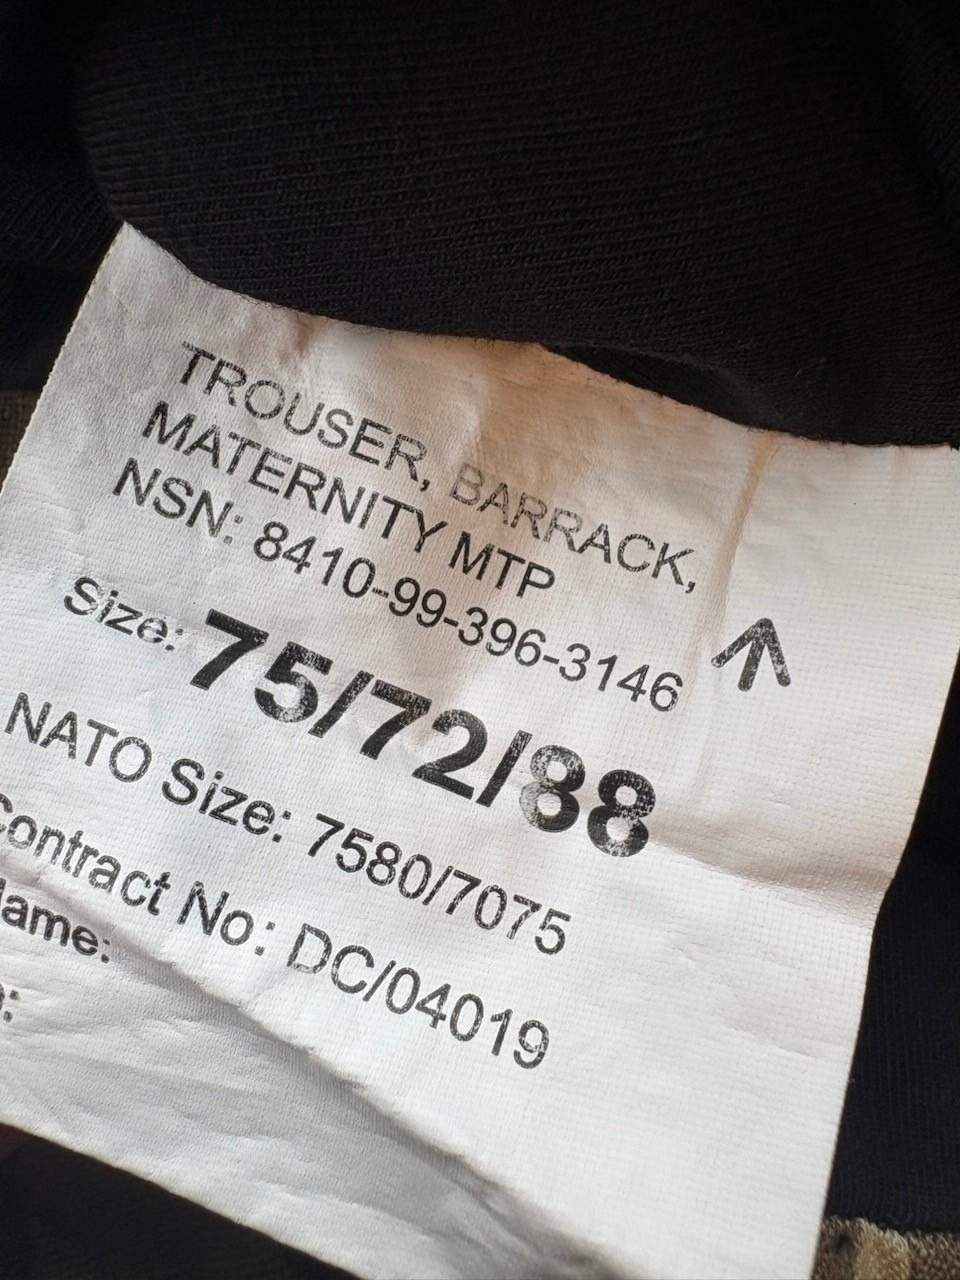 TROUSER, BARRACK,
MATERNITY MTP
NSN: 8410-99-396-3146
Size: 75/72/88
NATO Size: 7580/7075
Contract No: DC/04019